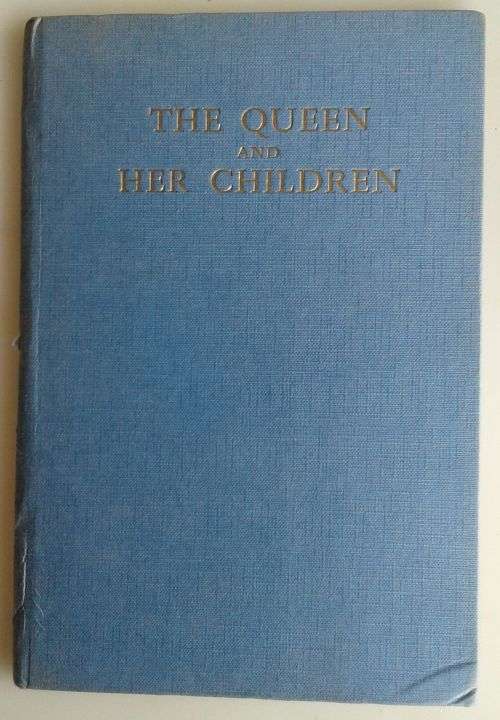 THE QUEEN
AND
HER CHILDREN